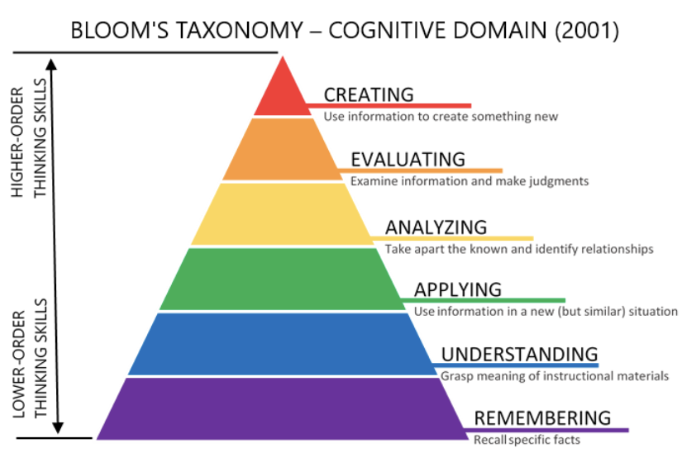 BLOOM'S TAXONOMY – COGNITIVE DOMAIN (2001)
HIGHER-ORDER
THINKING SKILLS
CREATING
Use information to create something new
EVALUATING
Examine information and make judgments
ANALYZING
Take apart the known and identify relationships
APPLYING
Use information in a new (but similar) situation
LOWER-ORDER
THINKING SKILLS
UNDERSTANDING
Grasp meaning of instructional materials
REMEMBERING
Recall specific facts